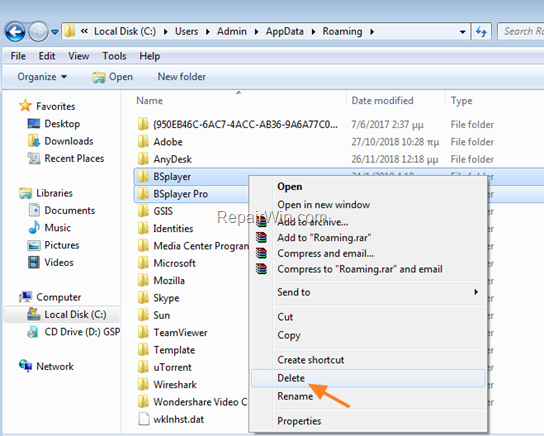 « Local Disk (C:) ▸ Users ▸ Admin ▸ AppData ▸ Roaming ▸
Search Ro
File Edit View Tools Help
Organize Open New folder
Name Date modified Type
Favorites
Desktop
Downloads
Recent Places
Libraries
Documents
Music
Pictures
Videos
Computer
Local Disk (C:)
CD Drive (D:) GSP
Network
{950EB46C-6AC7-4ACC-AB36-9A6A77C0... 7/6/2017 2:37 μμ File folder
Adobe 27/10/2018 10:28 πμ File folder
AnyDesk 26/11/2018 12:18 μμ File folder
BSplayer
BSplayer Pro
GSIS
Identities
Media Center Program
Microsoft
Mozilla
Skype
Sun
TeamViewer
Template
uTorrent
Wireshark
Wondershare Video C
wklnhst.dat
Open
Open in new window
Add to archive...
Add to "Roaming.rar"
Compress and email...
Compress to "Roaming.rar" and email
Send to
Cut
Copy
Create shortcut
Delete
Rename
Properties
RepairWin.com